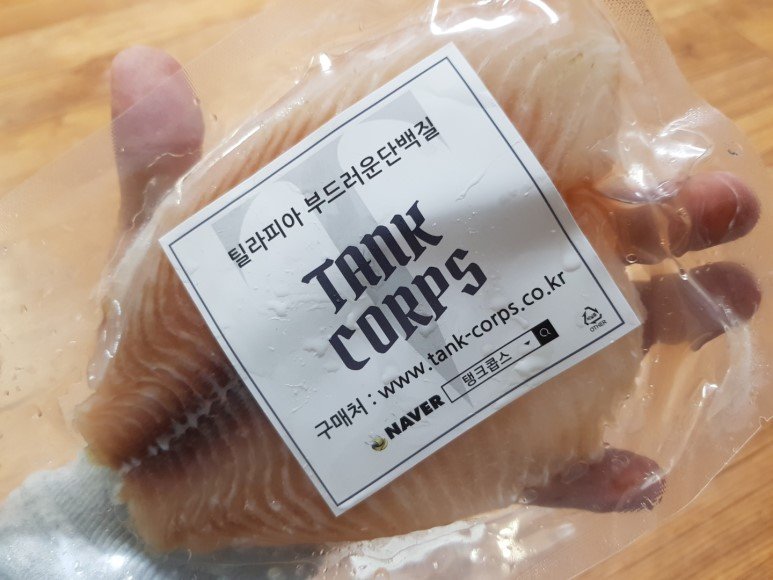 틸라피아 부드러운단백질
TANK
CORPS
구매처 : www.tank-corps.co.kr
NAVER 탱크콥스
OTHER